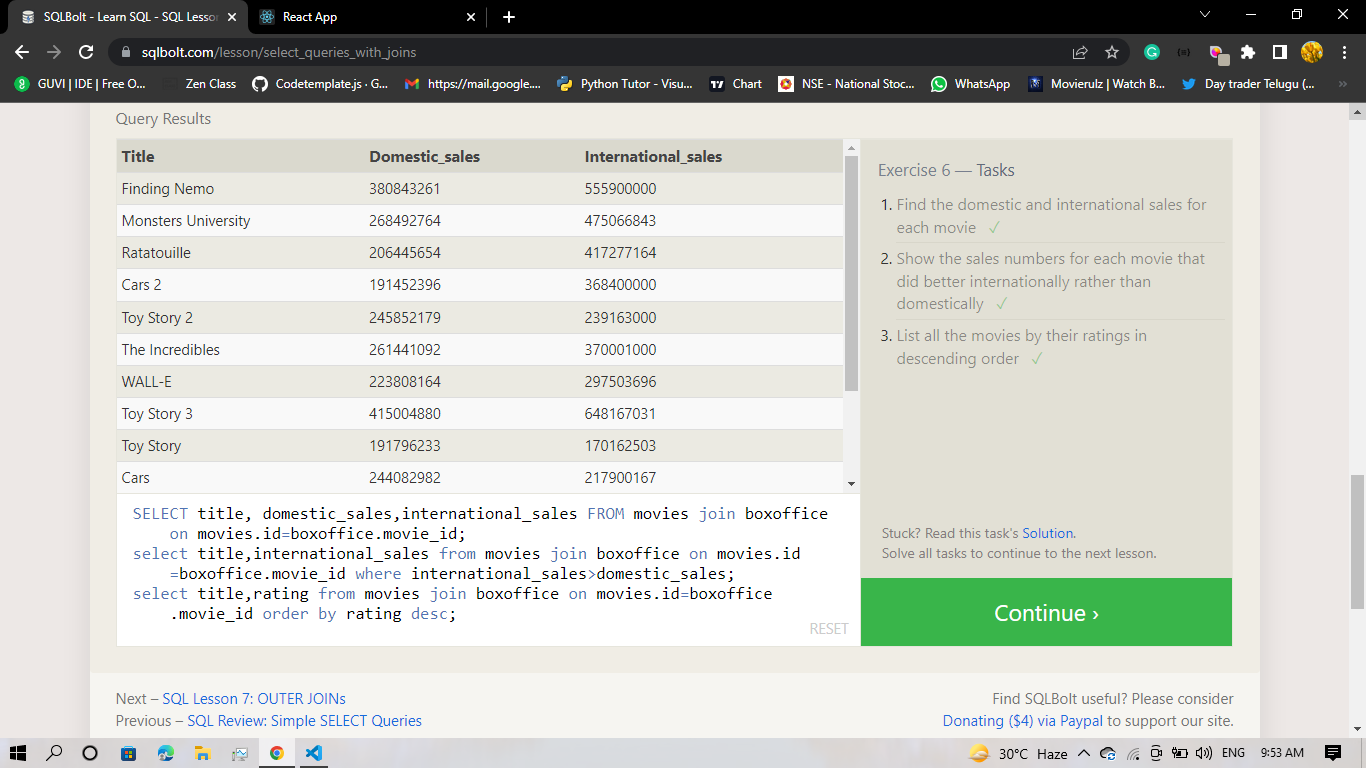 SQLBolt - Learn SQL - SQL Lesson
React App
sqlbolt.com/lesson/select_queries_with_joins
GUVI | IDE | Free O...
Zen Class
Codetemplate.js · G...
https://mail.google....
Python Tutor - Visu...
Chart
NSE - National Stoc...
WhatsApp
Movierulz | Watch B...
Day trader Telugu (...
Query Results
Title Domestic_sales International_sales
Finding Nemo 380843261 555900000
Monsters University 268492764 475066843
Ratatouille 206445654 417277164
Cars 2 191452396 368400000
Toy Story 2 245852179 239163000
The Incredibles 261441092 370001000
WALL-E 223808164 297503696
Toy Story 3 415004880 648167031
Toy Story 191796233 170162503
Cars 244082982 217900167
SELECT title, domestic_sales,international_sales FROM movies join boxoffice
on movies.id=boxoffice.movie_id;
select title,international_sales from movies join boxoffice on movies.id
=boxoffice.movie_id where international_sales>domestic_sales;
select title,rating from movies join boxoffice on movies.id=boxoffice
.movie_id order by rating desc;
RESET
Exercise 6 — Tasks
1. Find the domestic and international sales for
each movie ✓
2. Show the sales numbers for each movie that
did better internationally rather than
domestically ✓
3. List all the movies by their ratings in
descending order ✓
Stuck? Read this task's Solution.
Solve all tasks to continue to the next lesson.
Continue ›
Next – SQL Lesson 7: OUTER JOINs
Previous – SQL Review: Simple SELECT Queries
Find SQLBolt useful? Please consider
Donating ($4) via Paypal to support our site.
30°C Haze
ENG
9:53 AM